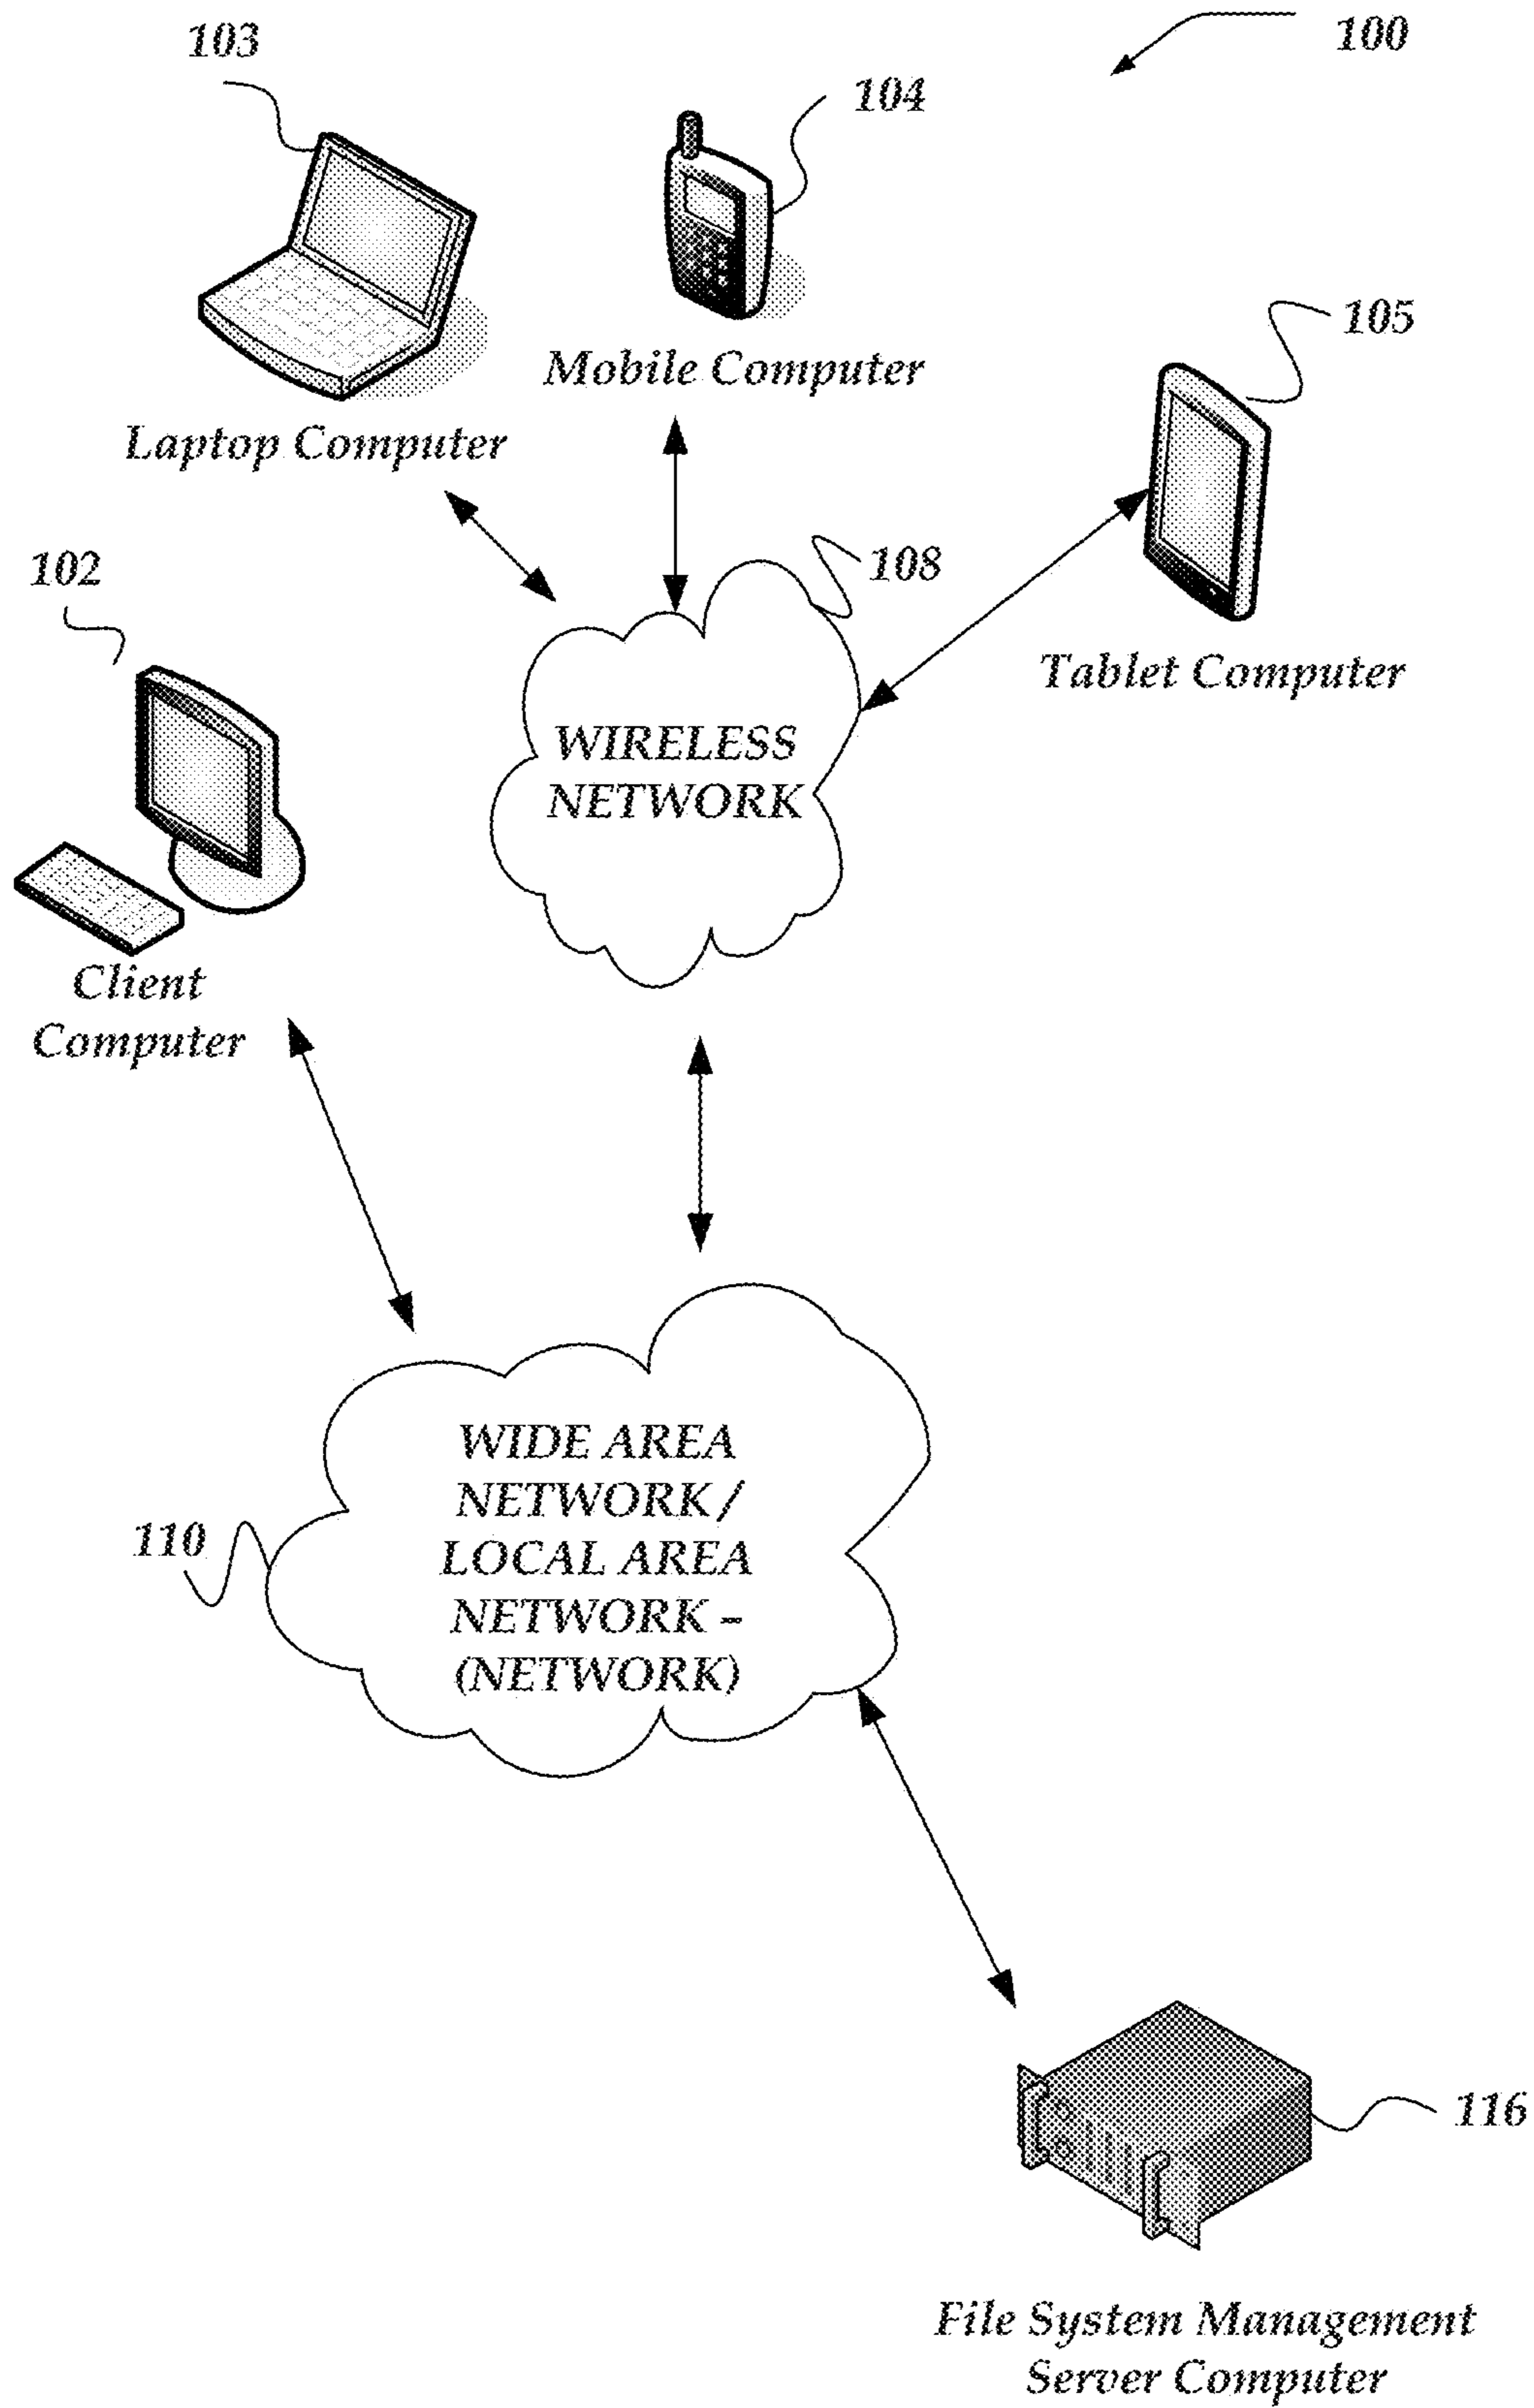 103
100
104
105
Mobile Computer
Laptop Computer
102
108
Tablet Computer
WIRELESS
NETWORK
Client
Computer
WIDE AREA
NETWORK /
LOCAL AREA
NETWORK –
(NETWORK)
110
116
File System Management
Server Computer